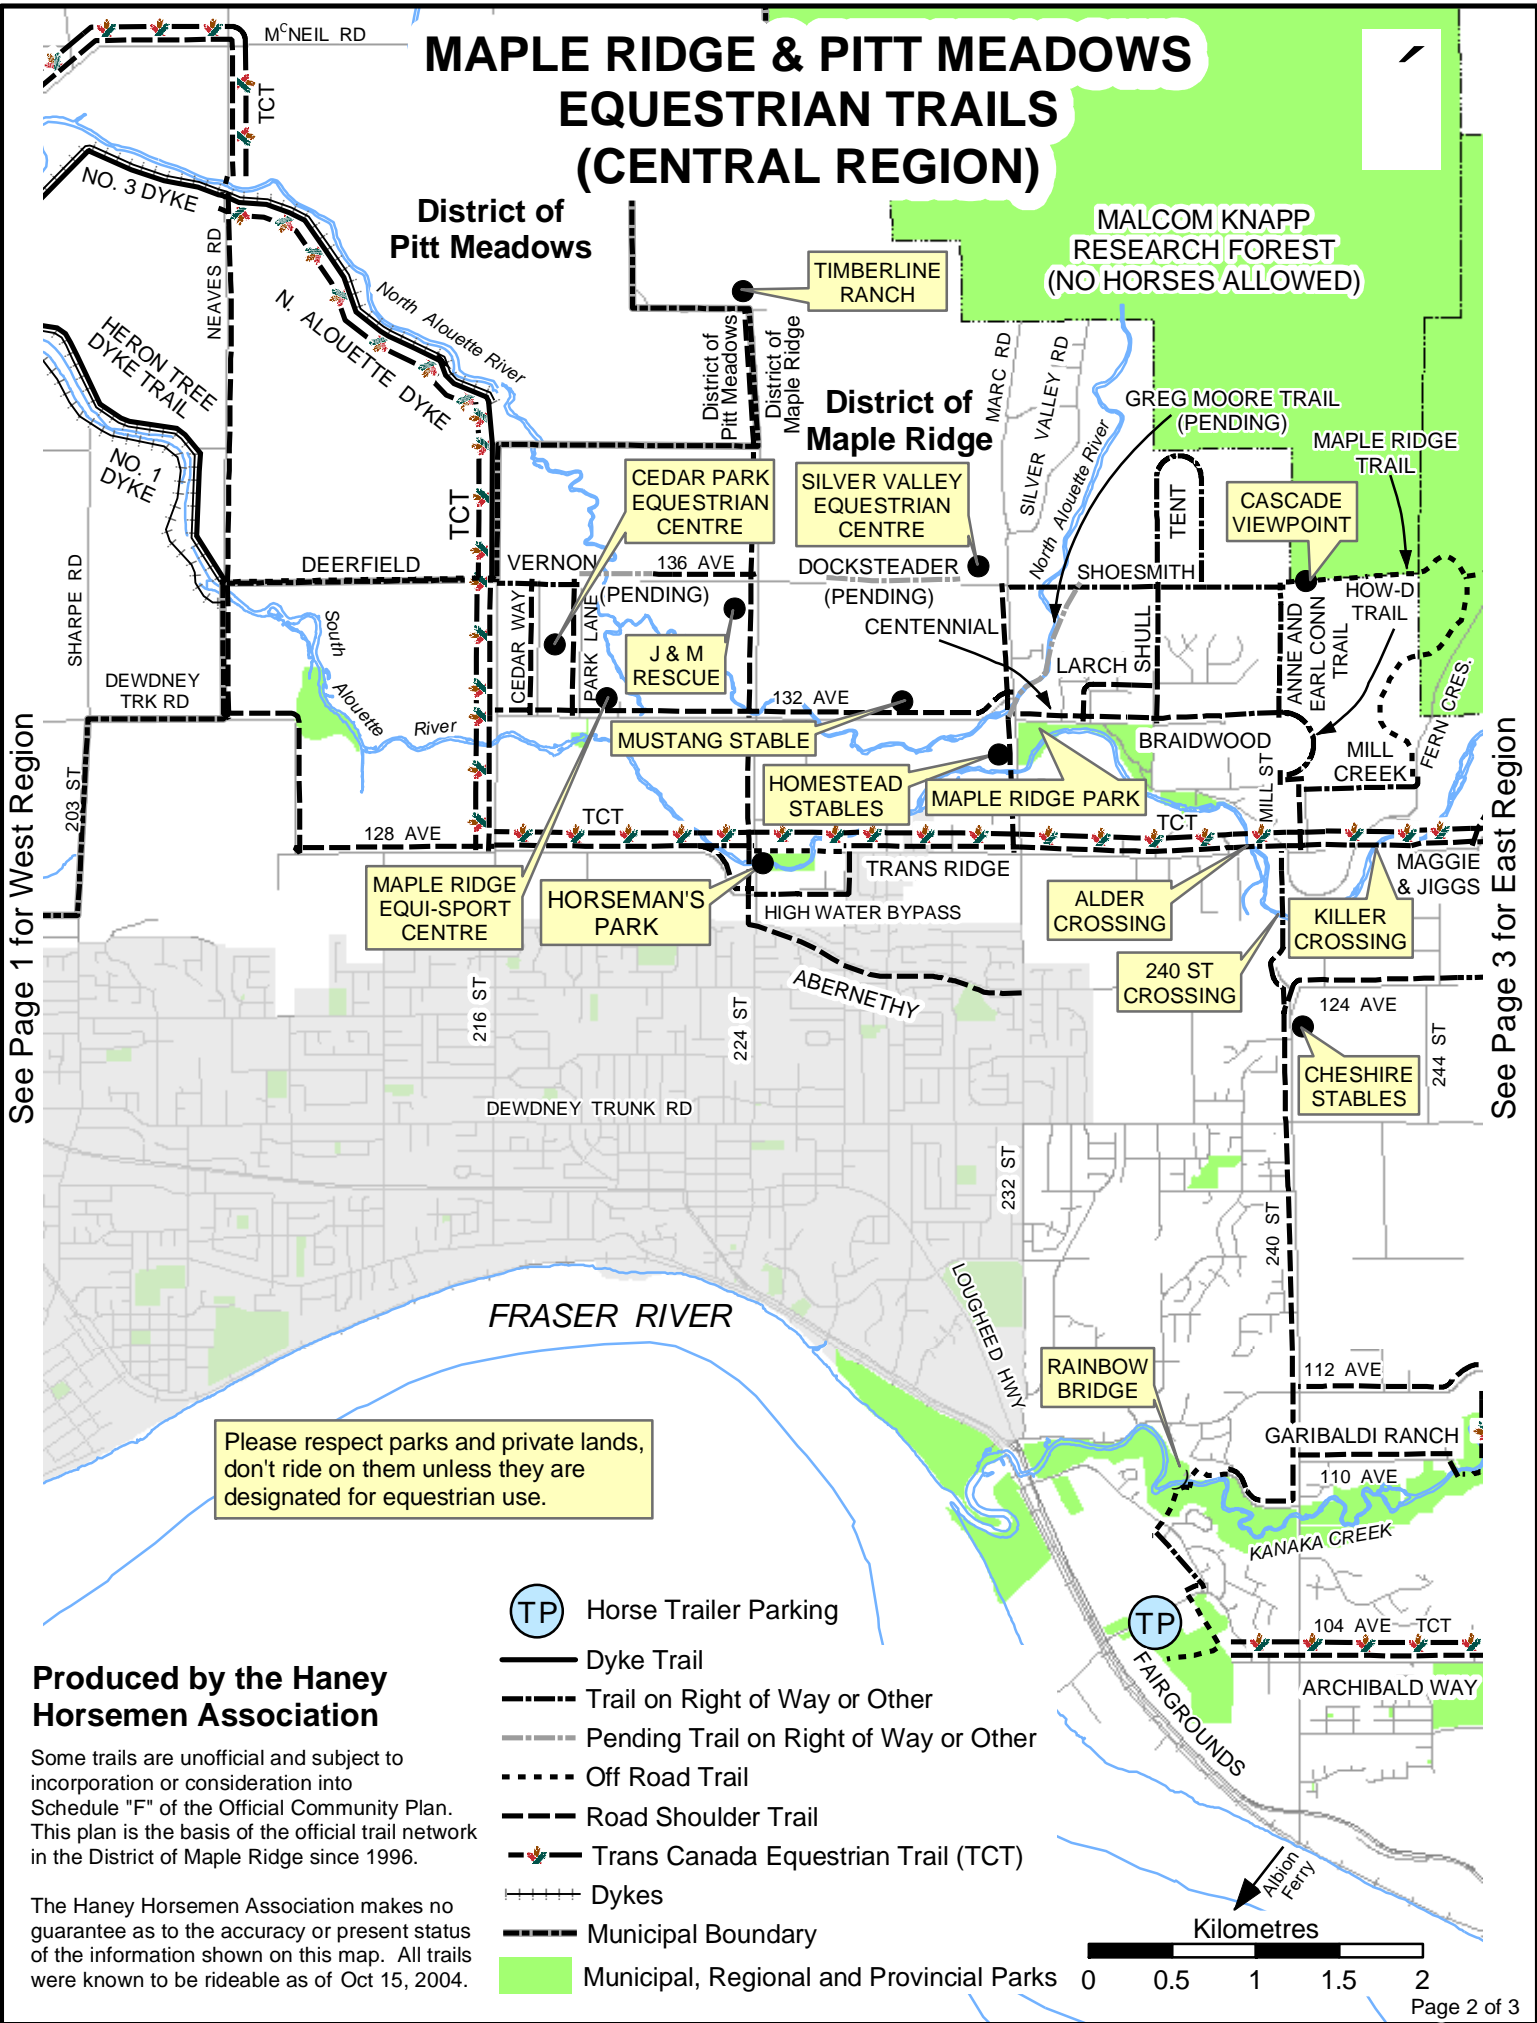 MAPLE RIDGE & PITT MEADOWS
EQUESTRIAN TRAILS
(CENTRAL REGION)
McNEIL RD
TCT
NO. 3 DYKE
NEAVES RD
District of
Pitt Meadows
North Alouette River
N. ALOUETTE DYKE
HERON TREE
DYKE TRAIL
NO. 1
DYKE
TIMBERLINE
RANCH
District of
Pitt Meadows
District of
Maple Ridge
MALCOM KNAPP
RESEARCH FOREST
(NO HORSES ALLOWED)
District of
Maple Ridge
MARC RD
SILVER VALLEY RD
North Alouette River
GREG MOORE TRAIL
(PENDING)
MAPLE RIDGE
TRAIL
CEDAR PARK
EQUESTRIAN
CENTRE
SILVER VALLEY
EQUESTRIAN
CENTRE
TENT
CASCADE
VIEWPOINT
TCT
DEERFIELD
VERNON
136 AVE
(PENDING)
DOCKSTEADER
(PENDING)
SHOESMITH
HOW-D
TRAIL
SHARPE RD
South
Alouette
River
CEDAR WAY
PARK LANE
J & M
RESCUE
CENTENNIAL
LARCH
SHULL
ANNE AND
EARL CONN
TRAIL
FERN CRES.
DEWDNEY
TRK RD
132 AVE
MUSTANG STABLE
BRAIDWOOD
MILL
CREEK
MILL ST
203 ST
HOMESTEAD
STABLES
MAPLE RIDGE PARK
TCT
TCT
128 AVE
MAPLE RIDGE
EQUI-SPORT
CENTRE
HORSEMAN'S
PARK
TRANS RIDGE
HIGH WATER BYPASS
ALDER
CROSSING
MAGGIE
& JIGGS
KILLER
CROSSING
240 ST
CROSSING
ABERNETHY
124 AVE
216 ST
224 ST
CHESHIRE
STABLES
244 ST
See Page 1 for West Region
See Page 3 for East Region
DEWDNEY TRUNK RD
232 ST
240 ST
FRASER RIVER
LOUGHEED HWY
RAINBOW
BRIDGE
112 AVE
GARIBALDI RANCH
110 AVE
KANAKA CREEK
Please respect parks and private lands,
don't ride on them unless they are
designated for equestrian use.
TP
104 AVE
TCT
FAIRGROUNDS
ARCHIBALD WAY
Albion
Ferry
TP Horse Trailer Parking
Dyke Trail
Trail on Right of Way or Other
Pending Trail on Right of Way or Other
Off Road Trail
Road Shoulder Trail
Trans Canada Equestrian Trail (TCT)
Dykes
Municipal Boundary
Municipal, Regional and Provincial Parks
Produced by the Haney
Horsemen Association
Some trails are unofficial and subject to
incorporation or consideration into
Schedule "F" of the Official Community Plan.
This plan is the basis of the official trail network
in the District of Maple Ridge since 1996.
The Haney Horsemen Association makes no
guarantee as to the accuracy or present status
of the information shown on this map. All trails
were known to be rideable as of Oct 15, 2004.
Kilometres
0 0.5 1 1.5 2
Page 2 of 3